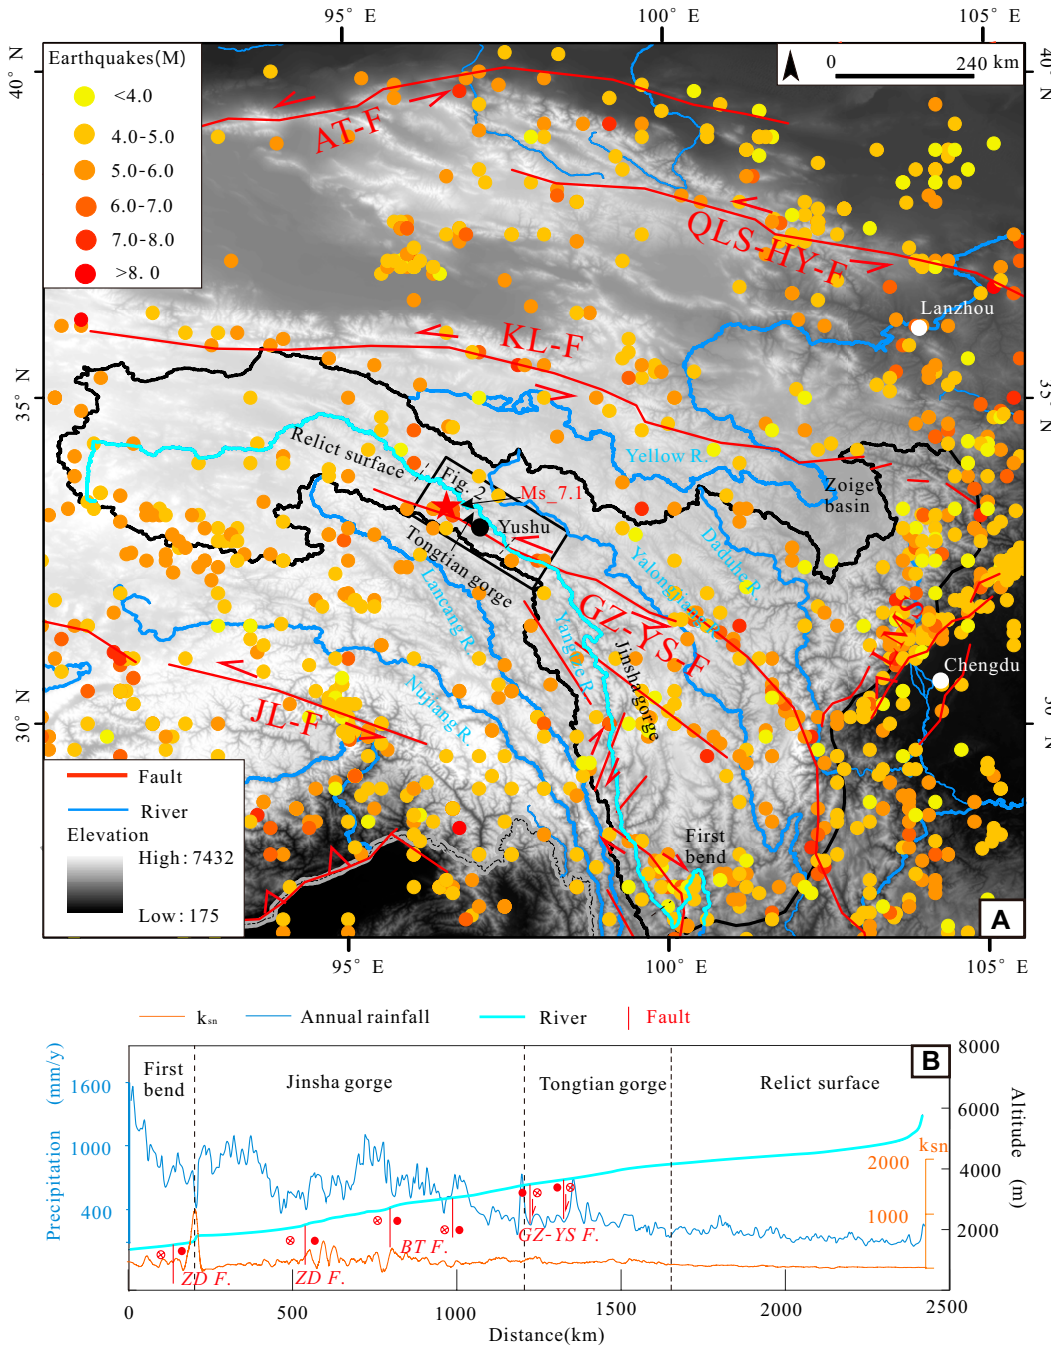 95° E
100° E
105° E
40° N
40° N
Earthquakes(M)
<4.0
4.0-5.0
5.0-6.0
6.0-7.0
7.0-8.0
>8.0
0
240 km
AT-F
QLS-HY-F
KL-F
Lanzhou
35° N
35° N
Relict surface
Yellow R.
Zoige
basin
Fig. 2
Ms_7.1
Yushu
Tongtian gorge
Lancang R.
Yalongjiang R.
Daduhe R.
GZ-YS-F
LMS
Yangtze R.
Jinsha gorge
Chengdu
Nujiang R.
JL-F
30° N
30° N
Fault
River
Elevation
High: 7432
Low: 175
First
bend
A
95° E
100° E
105° E
ksn
Annual rainfall
River
Fault
B
Precipitation (mm/y)
1600
1000
400
First
bend
Jinsha gorge
Tongtian gorge
Relict surface
8000
6000
4000
2000
Altitude (m)
ksn
2000
1000
ZD F.
ZD F.
BT F.
GZ-YS F.
0
500
1000
1500
2000
2500
Distance(km)